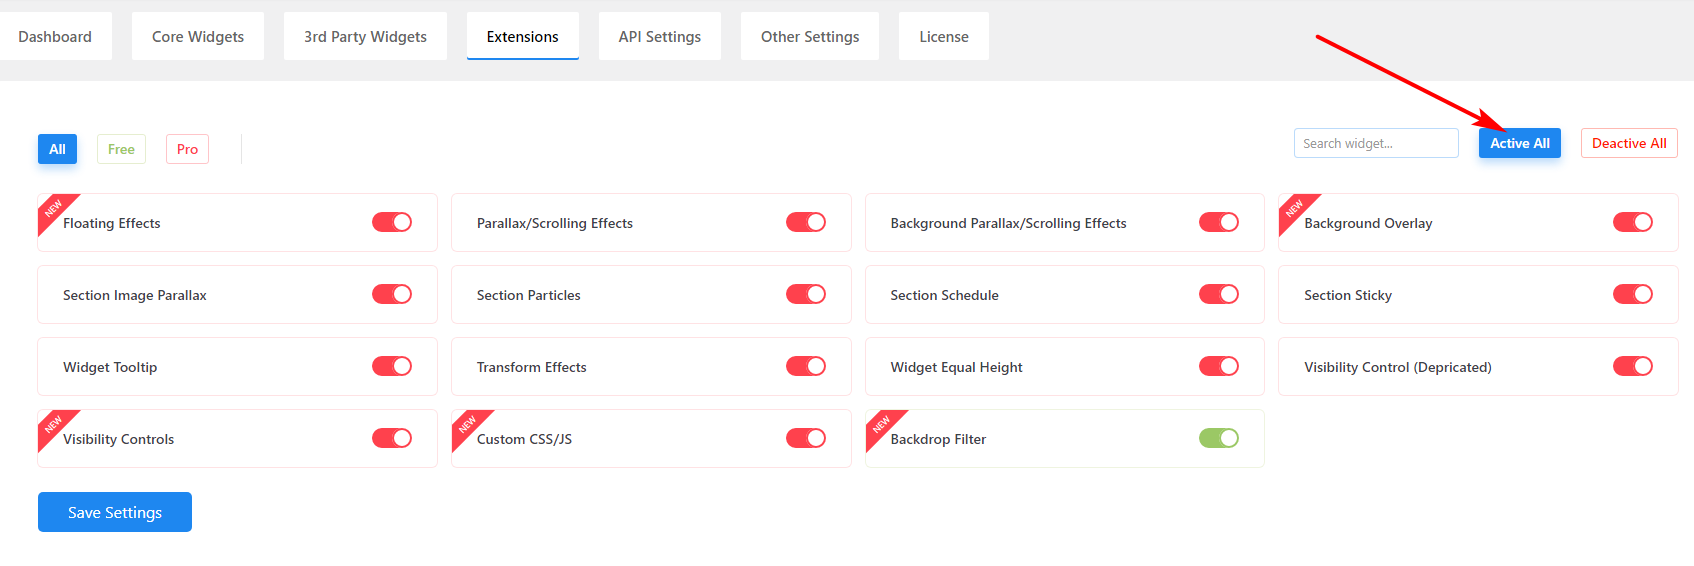 Dashboard Core Widgets 3rd Party Widgets Extensions API Settings Other Settings License
All Free Pro Search widget... Active All Deactive All
NEW Floating Effects Parallax/Scrolling Effects Background Parallax/Scrolling Effects NEW Background Overlay
Section Image Parallax Section Particles Section Schedule Section Sticky
Widget Tooltip Transform Effects Widget Equal Height Visibility Control (Depricated)
NEW Visibility Controls NEW Custom CSS/JS NEW Backdrop Filter
Save Settings